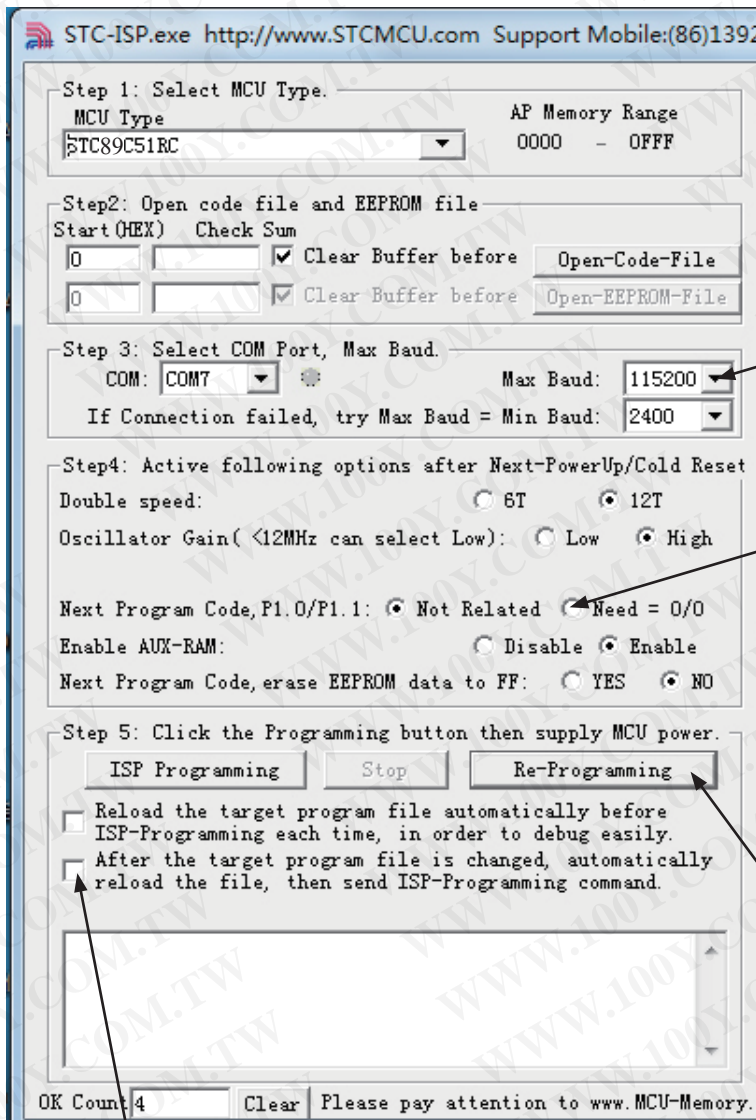 STC-ISP.exe http://www.STCMCU.com Support Mobile:(86)1392
Step 1: Select MCU Type.
MCU Type
AP Memory Range
STC89C51RC
0000 - 0FFF
Step2: Open code file and EEPROM file
Start(HEX) Check Sum
0
Clear Buffer before
Open-Code-File
0
Clear Buffer before
Open-EEPROM-File
Step 3: Select COM Port, Max Baud.
COM: COM7
Max Baud: 115200
If Connection failed, try Max Baud = Min Baud: 2400
Step4: Active following options after Next-PowerUp/Cold Reset
Double speed: 6T 12T
Oscillator Gain( <12MHz can select Low): Low High
Next Program Code,P1.0/P1.1: Not Related Need = 0/0
Enable AUX-RAM: Disable Enable
Next Program Code,erase EEPROM data to FF: YES NO
Step 5: Click the Programming button then supply MCU power.
ISP Programming Stop Re-Programming
Reload the target program file automatically before
ISP-Programming each time, in order to debug easily.
After the target program file is changed, automatically
reload the file, then send ISP-Programming command.
OK Count 4 Clear Please pay attention to www.MCU-Memory.
WWW.100Y.COM.TW